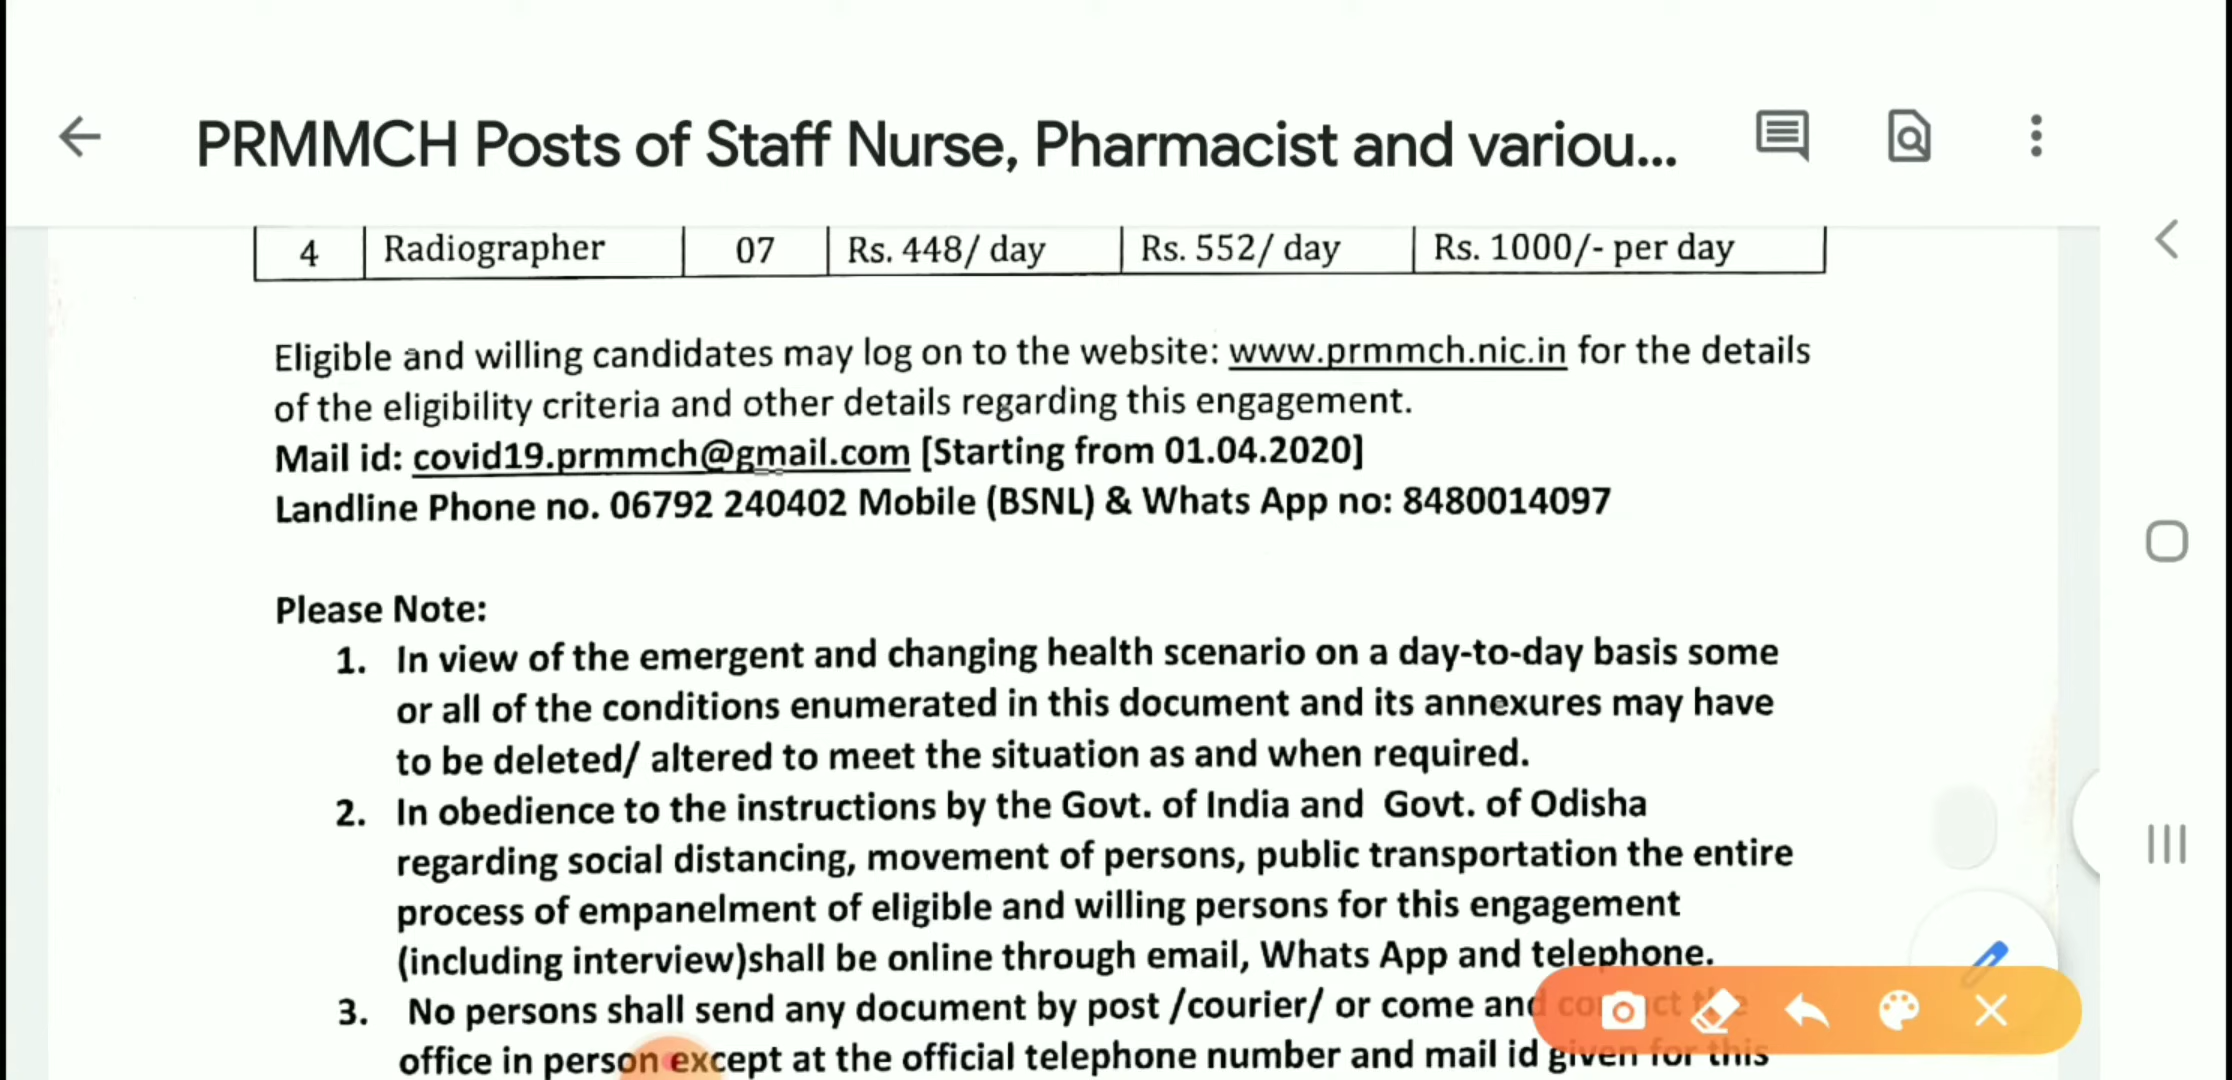 PRMMCH Posts of Staff Nurse, Pharmacist and variou...
4 Radiographer 07 Rs. 448/ day Rs. 552/ day Rs. 1000/- per day
Eligible and willing candidates may log on to the website: www.prmmch.nic.in for the details
of the eligibility criteria and other details regarding this engagement.
Mail id: covid19.prmmch@gmail.com [Starting from 01.04.2020]
Landline Phone no. 06792 240402 Mobile (BSNL) & Whats App no: 8480014097
Please Note:
1. In view of the emergent and changing health scenario on a day-to-day basis some
or all of the conditions enumerated in this document and its annexures may have
to be deleted/ altered to meet the situation as and when required.
2. In obedience to the instructions by the Govt. of India and Govt. of Odisha
regarding social distancing, movement of persons, public transportation the entire
process of empanelment of eligible and willing persons for this engagement
(including interview)shall be online through email, Whats App and telephone.
3. No persons shall send any document by post /courier/ or come and
office in person except at the official telephone number and mail id given for this